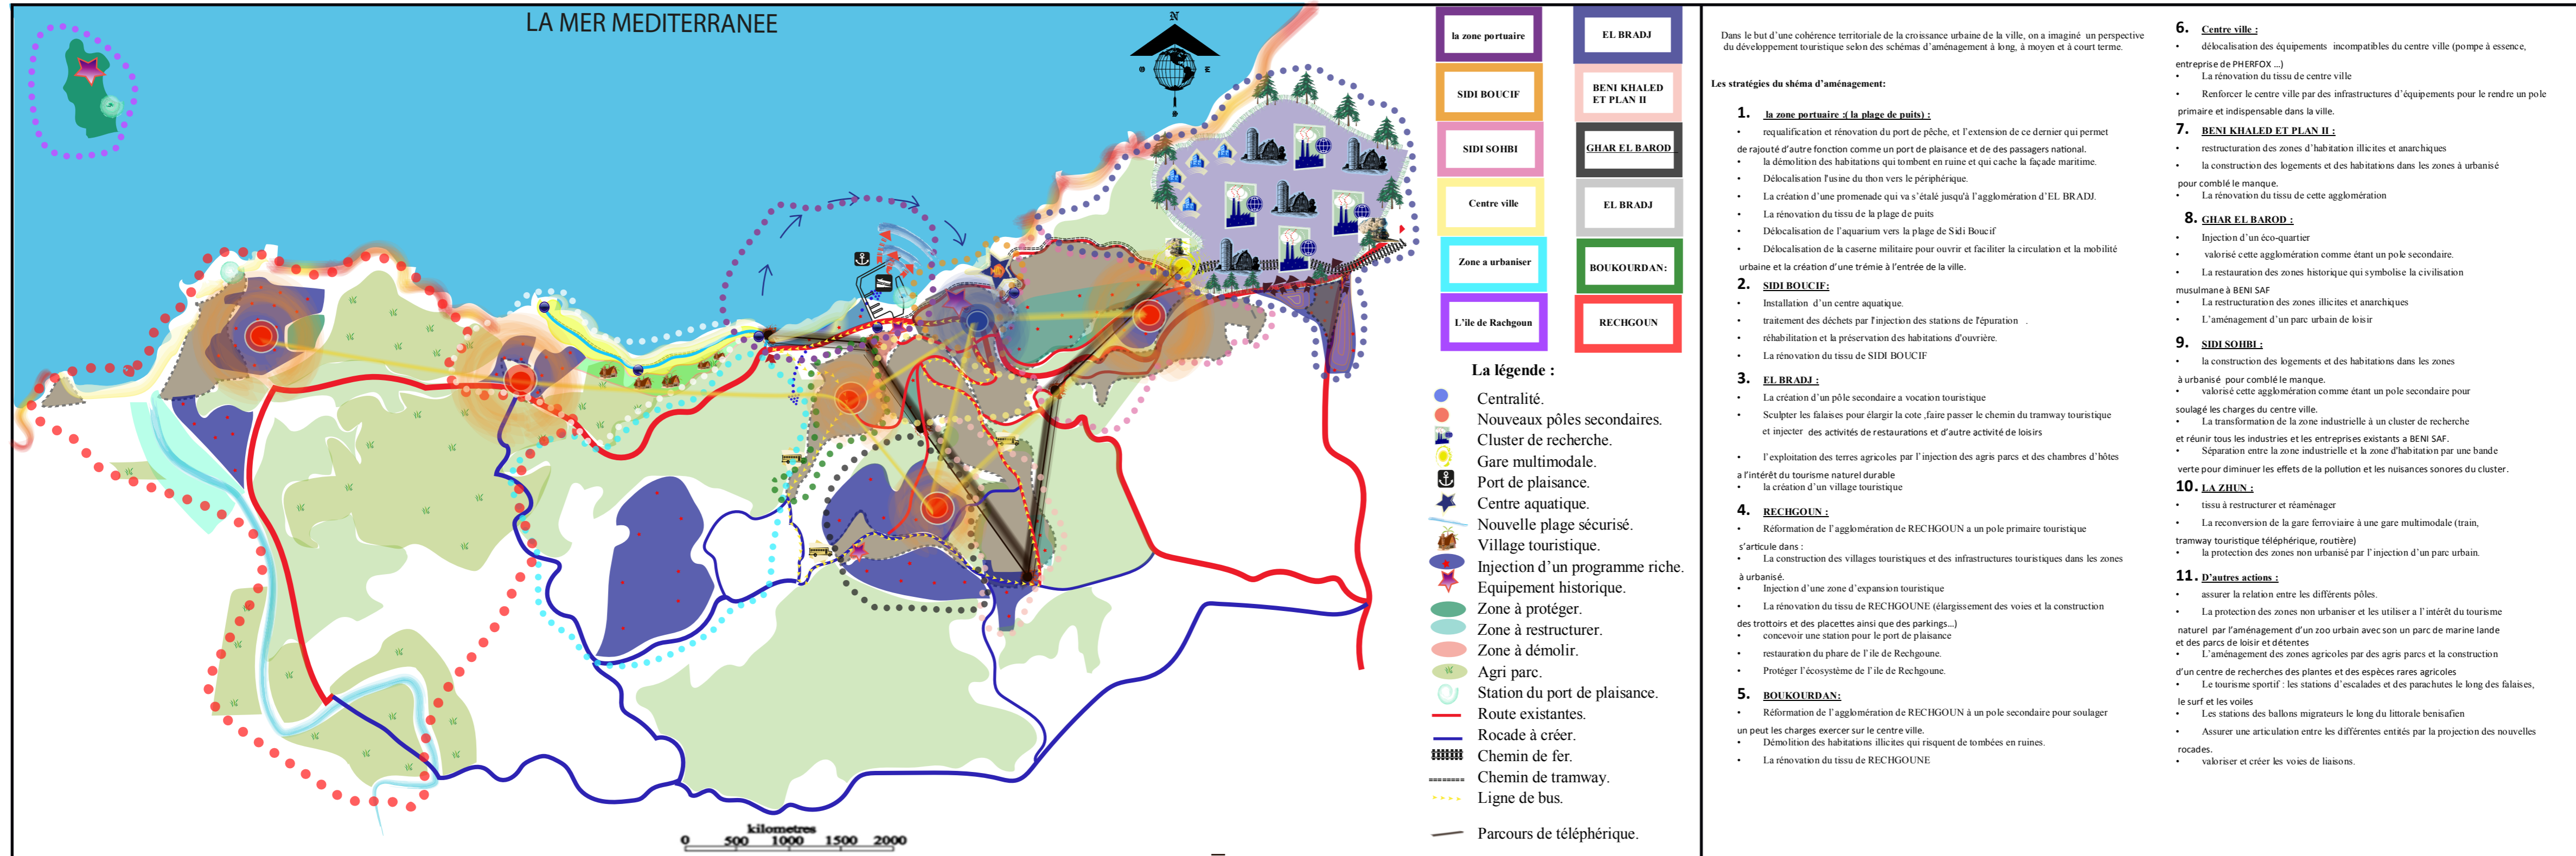 LA MER MEDITERRANEE
N
O
E
S
kilometres
0 500 1000 1500 2000
la zone portuaire
EL BRADJ
SIDI BOUCIF
BENI KHALED
ET PLAN II
SIDI SOHBI
GHAR EL BAROD
Centre ville
EL BRADJ
Zone a urbaniser
BOUKOURDAN:
L'ile de Rachgoun
RECHGOUN
La légende :
Centralité.
Nouveaux pôles secondaires.
Cluster de recherche.
Gare multimodale.
Port de plaisance.
Centre aquatique.
Nouvelle plage sécurisé.
Village touristique.
Injection d'un programme riche.
Equipement historique.
Zone à protéger.
Zone à restructurer.
Zone à démolir.
Agri parc.
Station du port de plaisance.
Route existantes.
Rocade à créer.
Chemin de fer.
Chemin de tramway.
Ligne de bus.
Parcours de téléphérique.
Dans le but d'une cohérence territoriale de la croissance urbaine de la ville, on a imaginé un perspective
du développement touristique selon des schémas d'aménagement à long, à moyen et à court terme.
Les stratégies du shéma d'aménagement:
1. la zone portuaire :( la plage de puits) :
• requalification et rénovation du port de pêche, et l'extension de ce dernier qui permet
de rajouté d'autre fonction comme un port de plaisance et de des passagers national.
• la démolition des habitations qui tombent en ruine et qui cache la façade maritime.
• Délocalisation l'usine du thon vers le périphérique.
• La création d'une promenade qui va s'étalé jusqu'à l'agglomération d'EL BRADJ.
• La rénovation du tissu de la plage de puits
• Délocalisation de l'aquarium vers la plage de Sidi Boucif
• Délocalisation de la caserne militaire pour ouvrir et faciliter la circulation et la mobilité
urbaine et la création d'une trémie à l'entrée de la ville.
2. SIDI BOUCIF:
• Installation d'un centre aquatique.
• traitement des déchets par l'injection des stations de l'épuration .
• réhabilitation et la préservation des habitations d'ouvrière.
• La rénovation du tissu de SIDI BOUCIF
3. EL BRADJ :
• La création d'un pôle secondaire a vocation touristique
• Sculpter les falaises pour élargir la cote ,faire passer le chemin du tramway touristique
et injecter des activités de restaurations et d'autre activité de loisirs
• l'exploitation des terres agricoles par l'injection des agris parcs et des chambres d'hôtes
a l'intérêt du tourisme naturel durable
• la création d'un village touristique
4. RECHGOUN :
• Réformation de l'agglomération de RECHGOUN a un pole primaire touristique
s'articule dans :
• La construction des villages touristiques et des infrastructures touristiques dans les zones
à urbanisé.
• Injection d'une zone d'expansion touristique
• La rénovation du tissu de RECHGOUNE (élargissement des voies et la construction
des trottoirs et des placettes ainsi que des parkings...)
• concevoir une station pour le port de plaisance
• restauration du phare de l'ile de Rechgoune.
• Protéger l'écosystème de l'ile de Rechgoune.
5. BOUKOURDAN:
• Réformation de l'agglomération de RECHGOUN à un pole secondaire pour soulager
un peut les charges exercer sur le centre ville.
• Démolition des habitations illicites qui risquent de tombées en ruines.
• La rénovation du tissu de RECHGOUNE
6. Centre ville :
• délocalisation des équipements incompatibles du centre ville (pompe à essence,
entreprise de PHERFOX ...)
• La rénovation du tissu de centre ville
• Renforcer le centre ville par des infrastructures d'équipements pour le rendre un pole
primaire et indispensable dans la ville.
7. BENI KHALED ET PLAN II :
• restructuration des zones d'habitation illicites et anarchiques
• la construction des logements et des habitations dans les zones à urbanisé
pour comblé le manque.
• La rénovation du tissu de cette agglomération
8. GHAR EL BAROD :
• Injection d'un éco-quartier
• valorisé cette agglomération comme étant un pole secondaire.
• La restauration des zones historique qui symbolise la civilisation
musulmane à BENI SAF
• La restructuration des zones illicites et anarchiques
• L'aménagement d'un parc urbain de loisir
9. SIDI SOHBI :
• la construction des logements et des habitations dans les zones
à urbanisé pour comblé le manque.
• valorisé cette agglomération comme étant un pole secondaire pour
soulagé les charges du centre ville.
• La transformation de la zone industrielle à un cluster de recherche
et réunir tous les industries et les entreprises existants a BENI SAF.
• Séparation entre la zone industrielle et la zone d'habitation par une bande
verte pour diminuer les effets de la pollution et les nuisances sonores du cluster.
10. LA ZHUN :
• tissu à restructurer et réaménager
• La reconversion de la gare ferroviaire à une gare multimodale (train,
tramway touristique téléphérique, routière)
• la protection des zones non urbanisé par l'injection d'un parc urbain.
11. D'autres actions :
• assurer la relation entre les différents pôles.
• La protection des zones non urbaniser et les utiliser a l'intérêt du tourisme
naturel par l'aménagement d'un zoo urbain avec son un parc de marine lande
et des parcs de loisir et détentes
• L'aménagement des zones agricoles par des agris parcs et la construction
d'un centre de recherches des plantes et des espèces rares agricoles
• Le tourisme sportif : les stations d'escalades et des parachutes le long des falaises,
le surf et les voiles
• Les stations des ballons migrateurs le long du littorale benisafien
• Assurer une articulation entre les différentes entités par la projection des nouvelles
rocades.
• valoriser et créer les voies de liaisons.